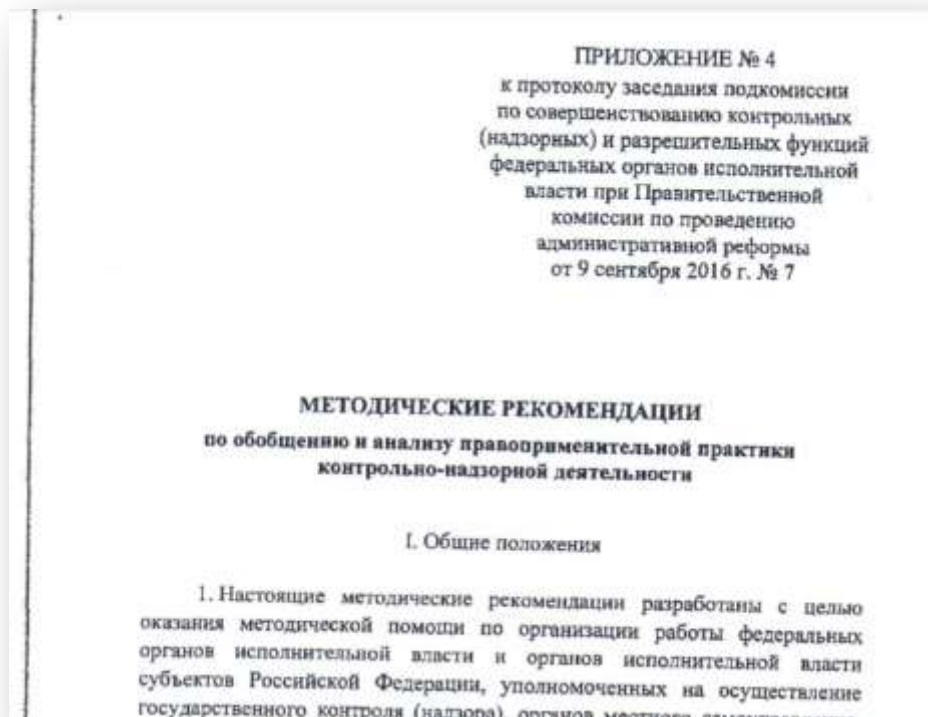 ПРИЛОЖЕНИЕ № 4
к протоколу заседания подкомиссии
по совершенствованию контрольных
(надзорных) и разрешительных функций
федеральных органов исполнительной
власти при Правительственной
комиссии по проведению
административной реформы
от 9 сентября 2016 г. № 7
МЕТОДИЧЕСКИЕ РЕКОМЕНДАЦИИ
по обобщению и анализу правоприменительной практики
контрольно-надзорной деятельности
I. Общие положения
1. Настоящие методические рекомендации разработаны с целью
оказания методической помощи по организации работы федеральных
органов исполнительной власти и органов исполнительной власти
субъектов Российской Федерации, уполномоченных на осуществление
государственного контроля (надзора), органов местного